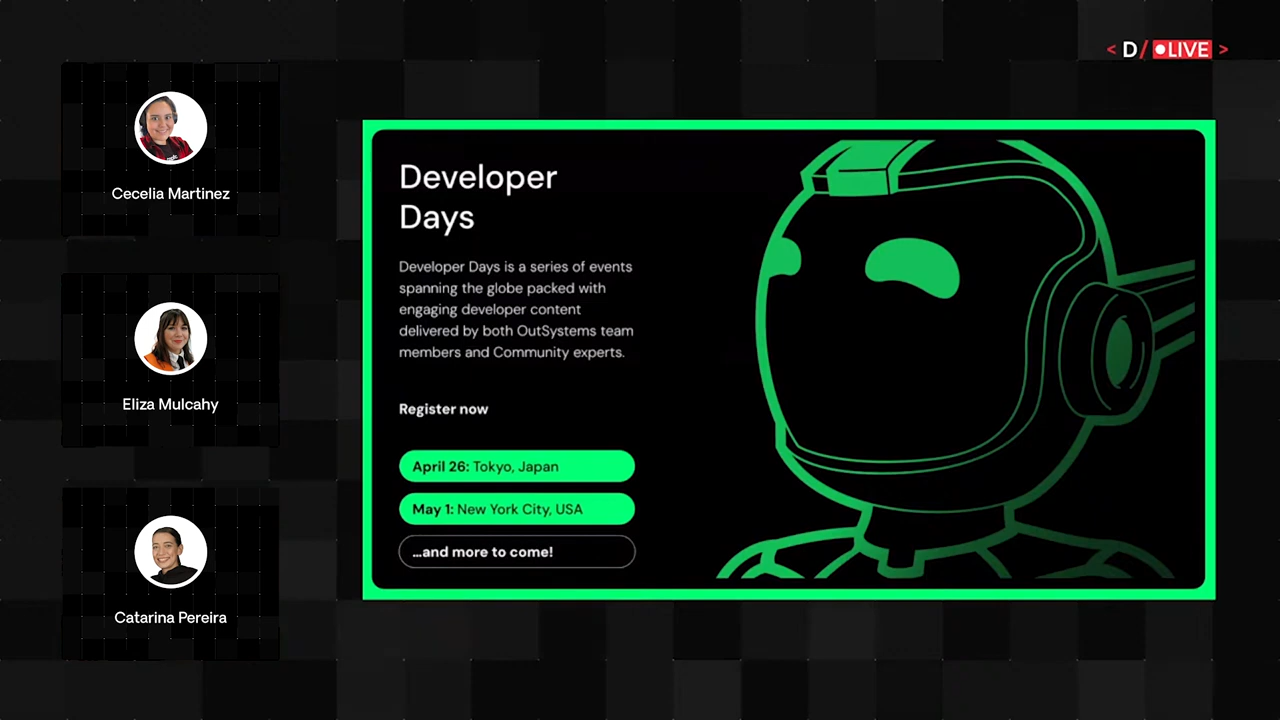 < D/ LIVE >
Cecelia Martinez
Eliza Mulcahy
Catarina Pereira
Developer
Days
Developer Days is a series of events
spanning the globe packed with
engaging developer content
delivered by both OutSystems team
members and Community experts.
Register now
April 26: Tokyo, Japan
May 1: New York City, USA
...and more to come!